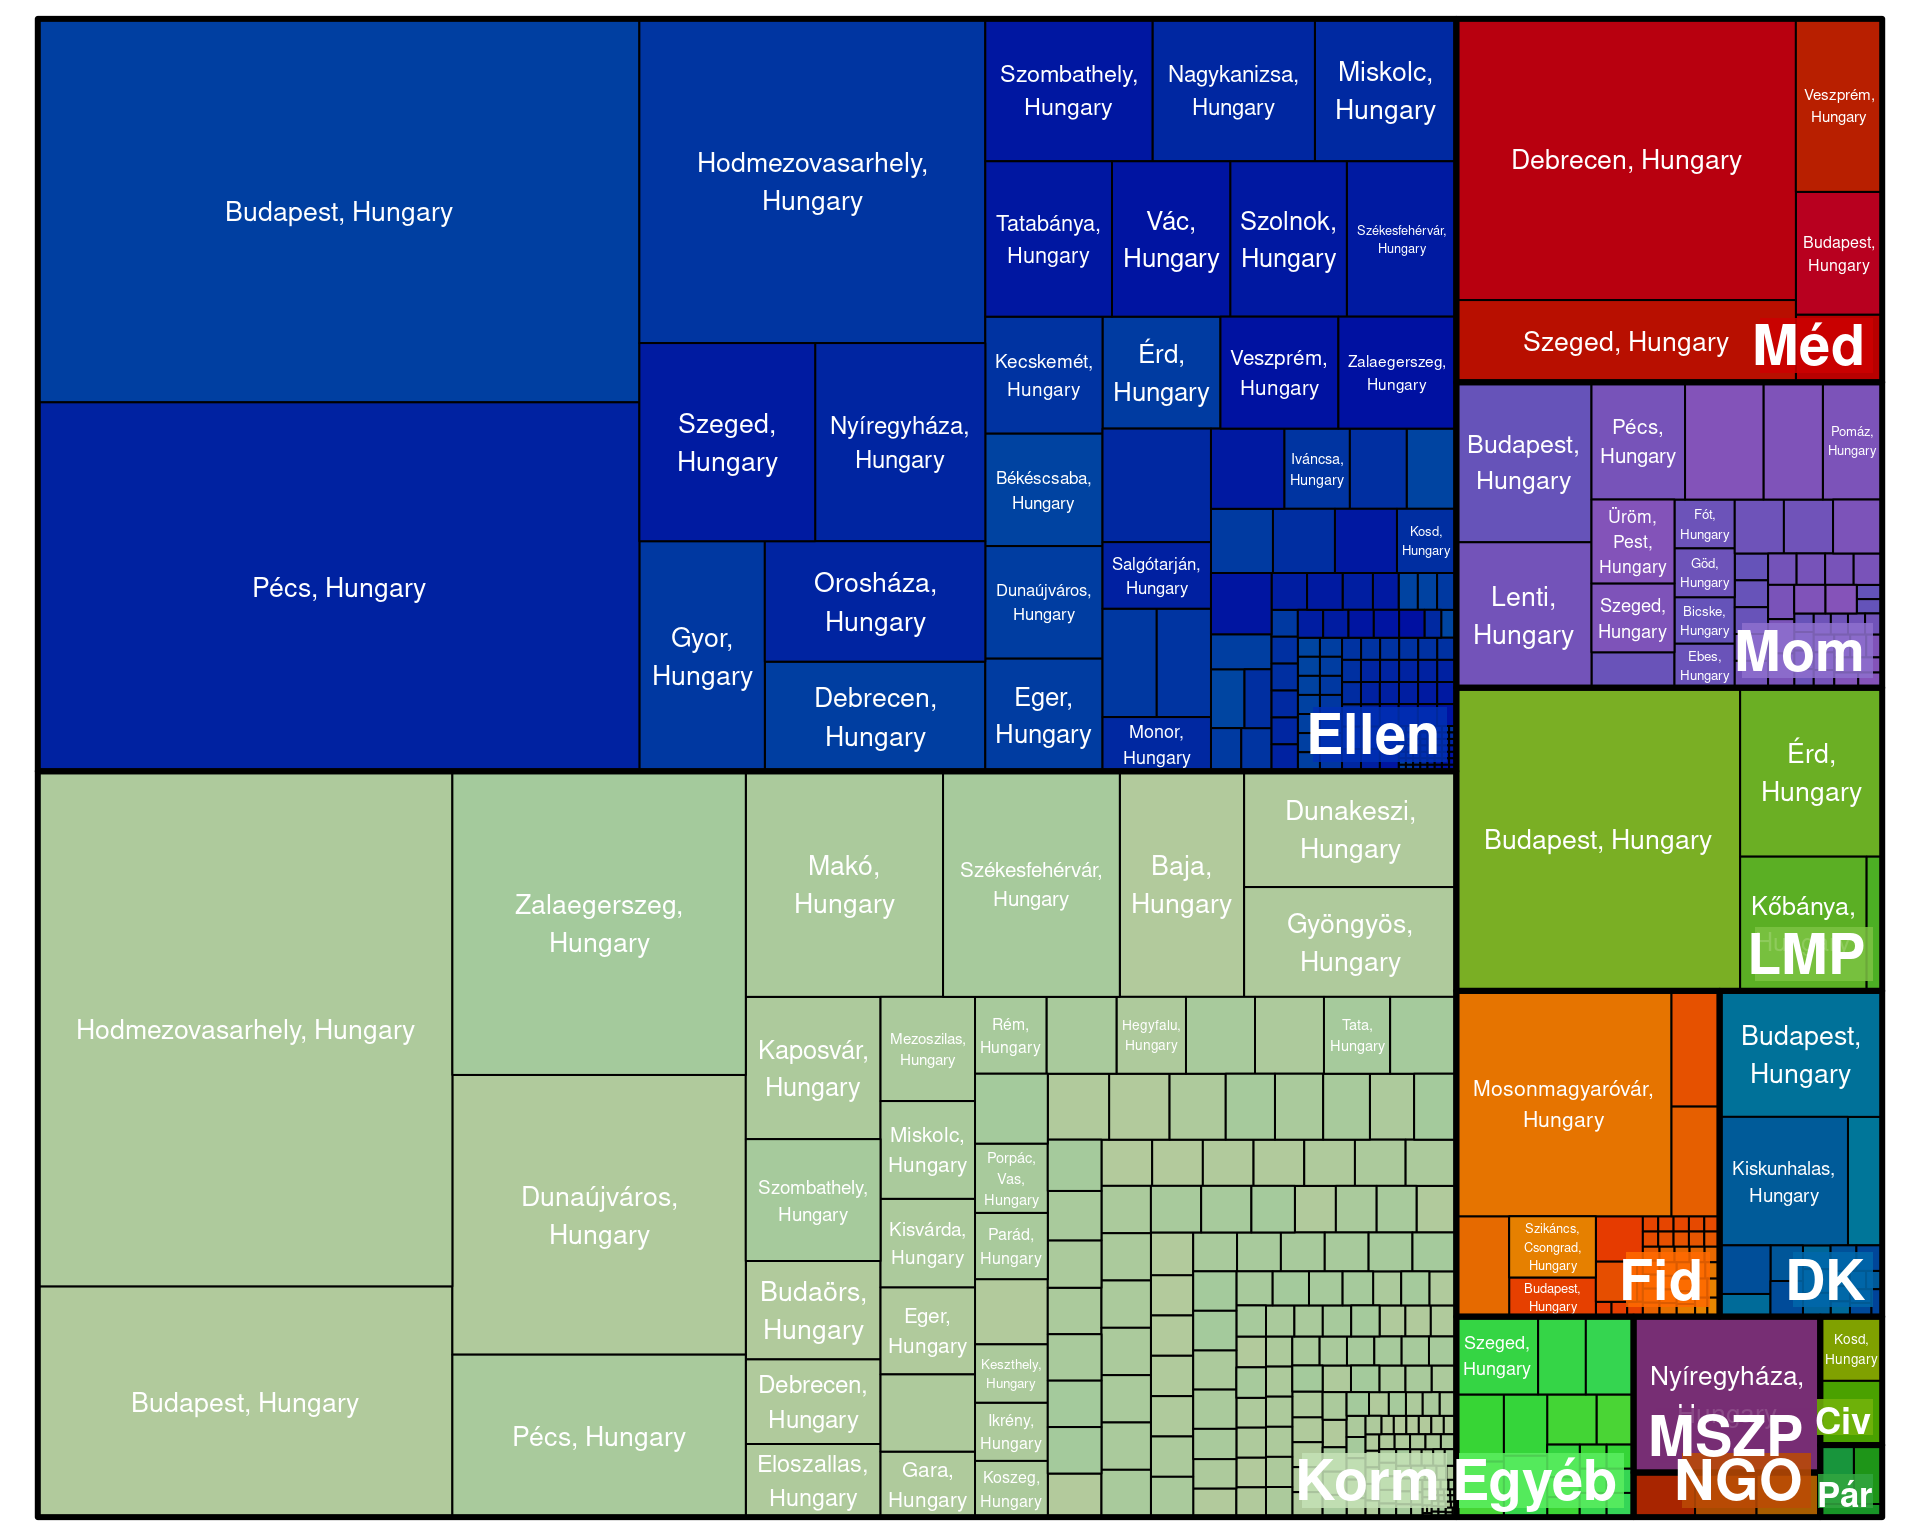 Budapest, Hungary
Pécs, Hungary
Hodmezovasarhely,
Hungary
Szeged,
Hungary
Nyíregyháza,
Hungary
Gyor,
Hungary
Orosháza,
Hungary
Debrecen,
Hungary
Szombathely,
Hungary
Nagykanizsa,
Hungary
Miskolc,
Hungary
Tatabánya,
Hungary
Vác,
Hungary
Szolnok,
Hungary
Székesfehérvár,
Hungary
Kecskemét,
Hungary
Érd,
Hungary
Veszprém,
Hungary
Zalaegerszeg,
Hungary
Békéscsaba,
Hungary
Iváncsa,
Hungary
Kosd,
Hungary
Dunaújváros,
Hungary
Salgótarján,
Hungary
Eger,
Hungary
Monor,
Hungary
Ellen
Hodmezovasarhely, Hungary
Budapest, Hungary
Zalaegerszeg,
Hungary
Dunaújváros,
Hungary
Pécs, Hungary
Makó,
Hungary
Székesfehérvár,
Hungary
Baja,
Hungary
Dunakeszi,
Hungary
Gyöngyös,
Hungary
Kaposvár,
Hungary
Szombathely,
Hungary
Budaörs,
Hungary
Debrecen,
Hungary
Eloszallas,
Hungary
Mezoszilas,
Hungary
Miskolc,
Hungary
Kisvárda,
Hungary
Eger,
Hungary
Gara,
Hungary
Rém,
Hungary
Hegyfalu,
Hungary
Tata,
Hungary
Porpác,
Vas,
Hungary
Parád,
Hungary
Keszthely,
Hungary
Ikrény,
Hungary
Koszeg,
Hungary
Korm
Debrecen, Hungary
Veszprém,
Hungary
Budapest,
Hungary
Szeged, Hungary
Méd
Budapest,
Hungary
Lenti,
Hungary
Pécs,
Hungary
Pomáz,
Hungary
Üröm,
Pest,
Hungary
Szeged,
Hungary
Fót,
Hungary
Göd,
Hungary
Bicske,
Hungary
Ebes,
Hungary
Mom
Budapest, Hungary
Érd,
Hungary
Kőbánya,
Hungary
LMP
Mosonmagyaróvár,
Hungary
Szikáncs,
Csongrad,
Hungary
Budapest,
Hungary
Fid
Budapest,
Hungary
Kiskunhalas,
Hungary
DK
Szeged,
Hungary
Egyéb
Nyíregyháza,
Hungary
MSZP
NGO
Kosd,
Hungary
Civ
Pár